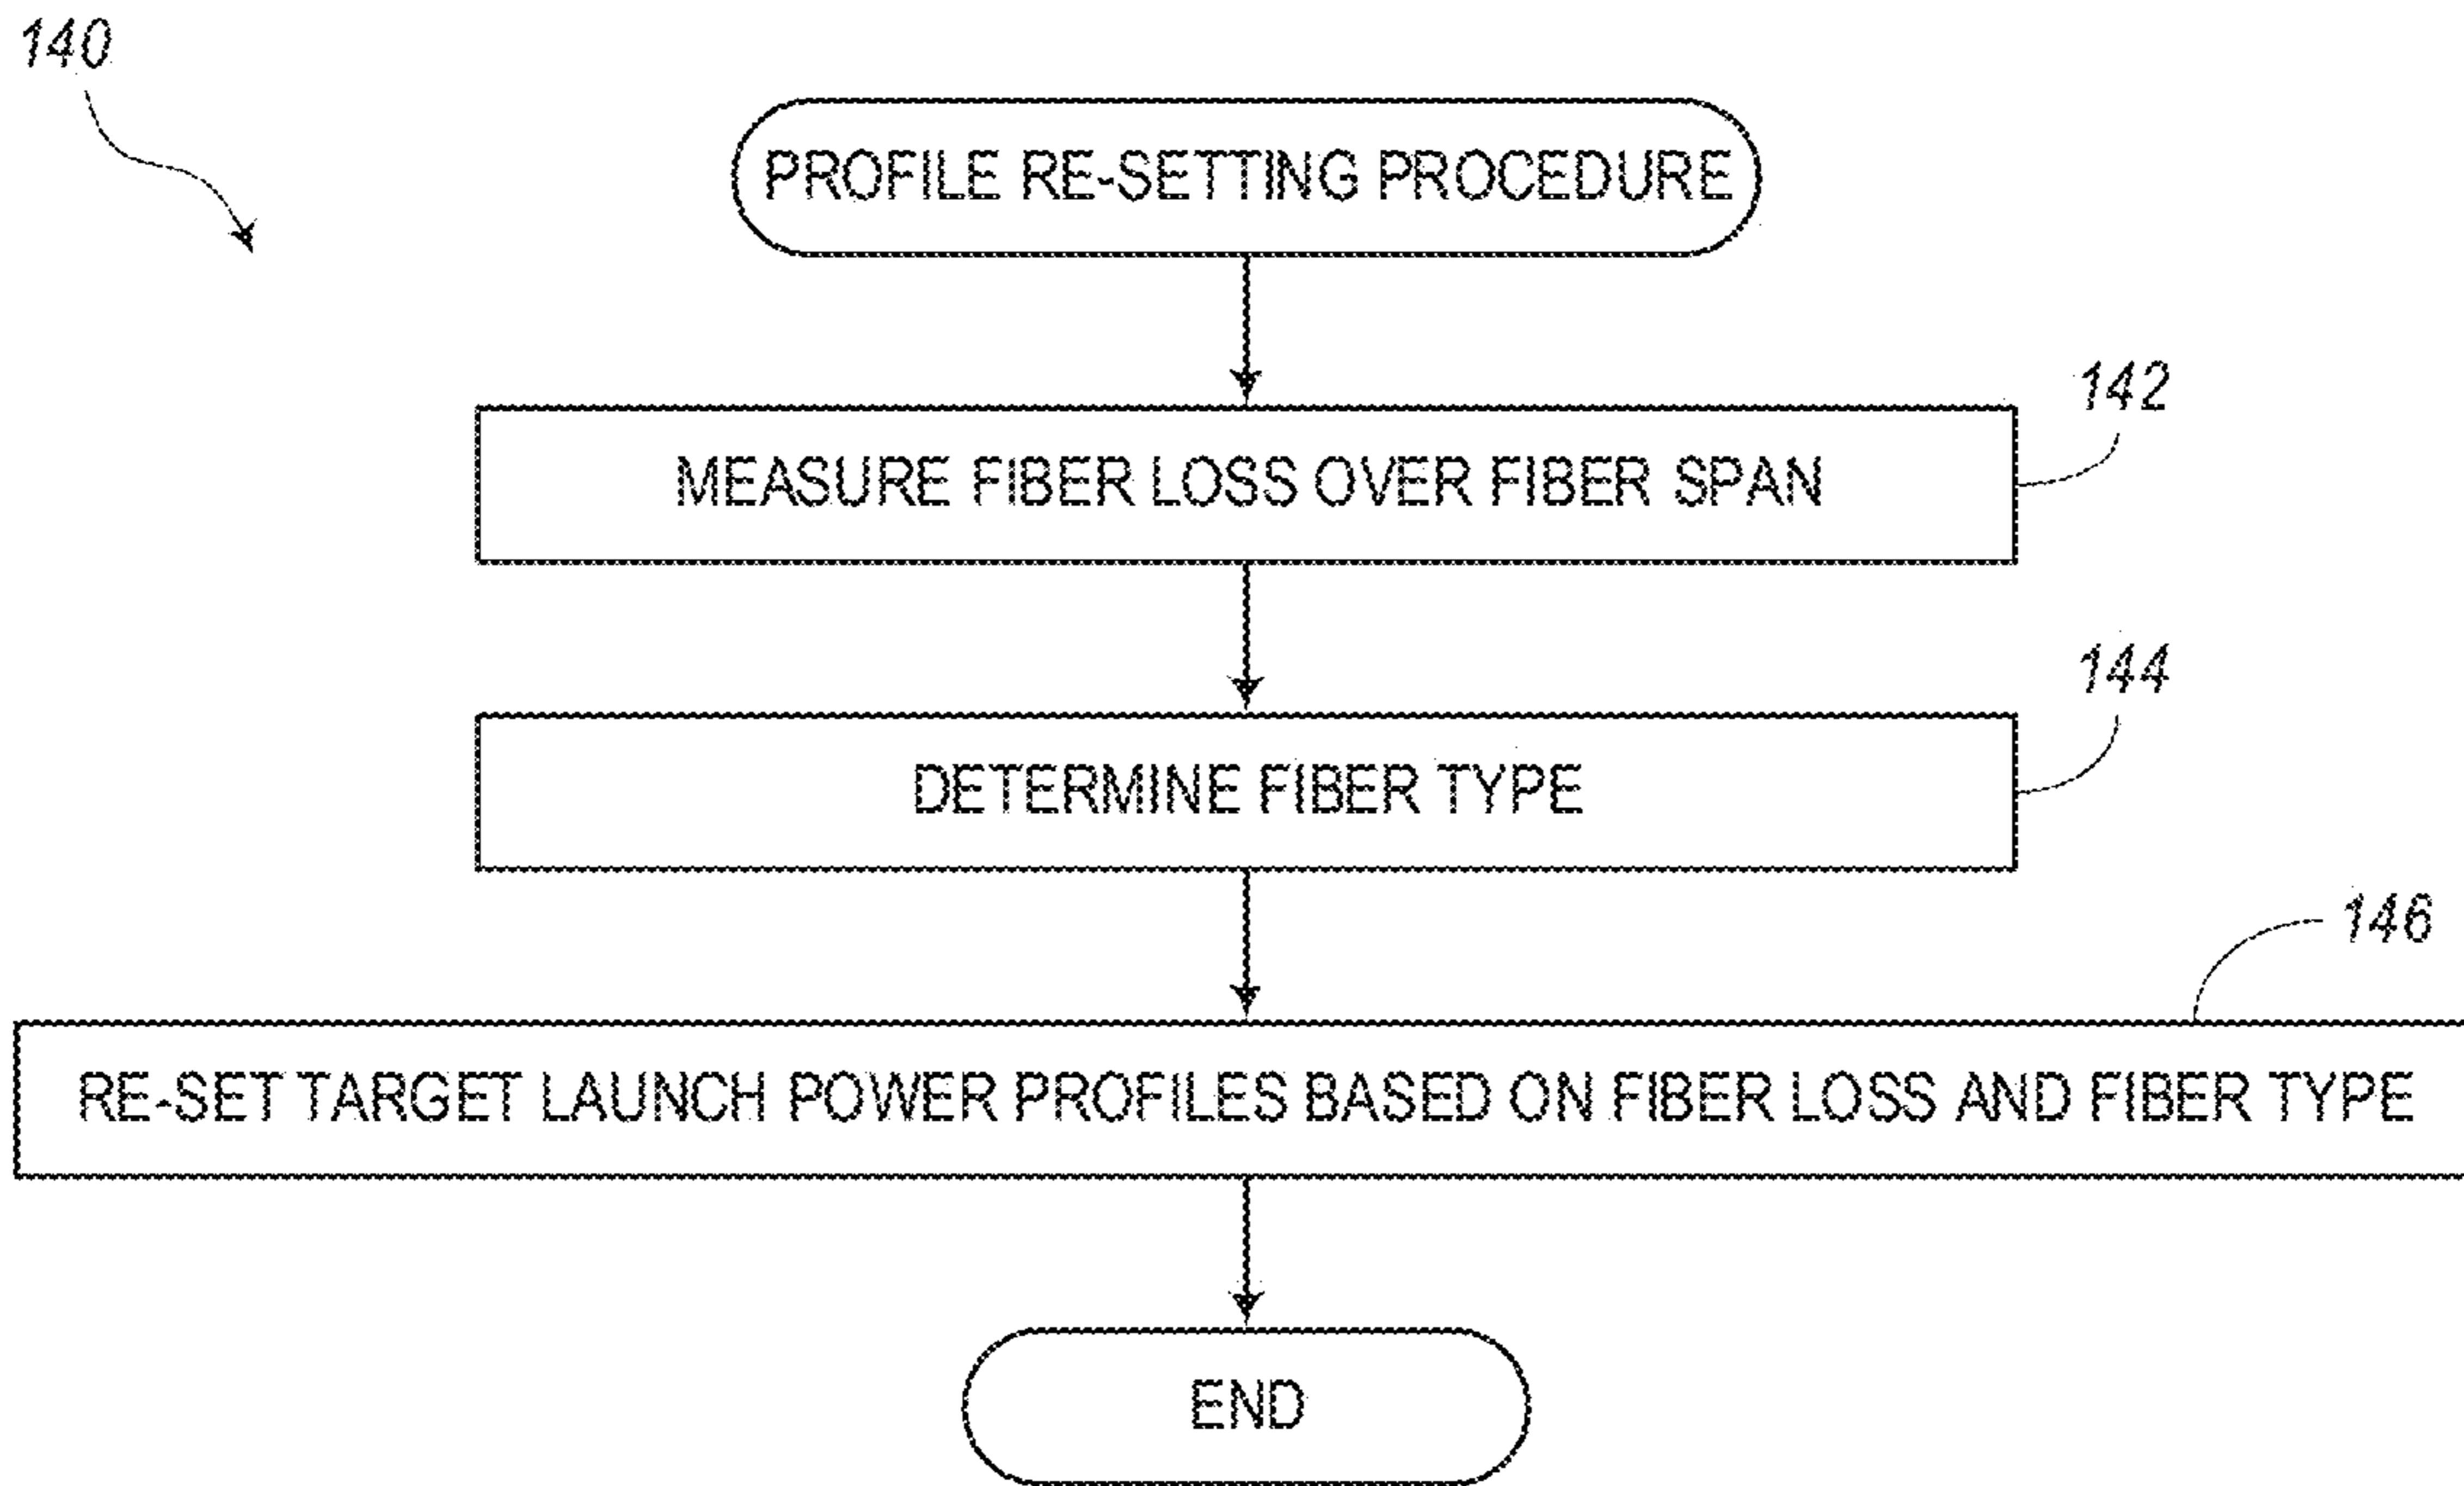 140
PROFILE RE-SETTING PROCEDURE
142
MEASURE FIBER LOSS OVER FIBER SPAN
144
DETERMINE FIBER TYPE
146
RE-SET TARGET LAUNCH POWER PROFILES BASED ON FIBER LOSS AND FIBER TYPE
END